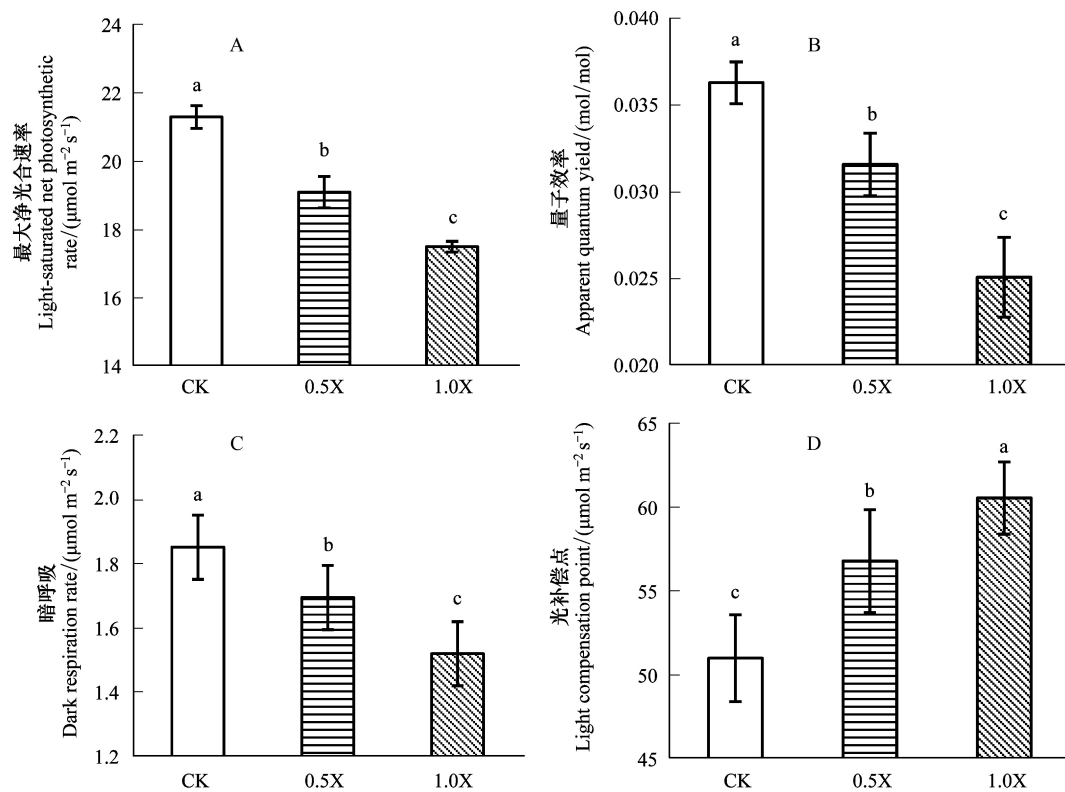 最大净光合速率
Light-saturated net photosynthetic
rate/(μmol m⁻² s⁻¹)
24
22
20
18
16
14
A
a
b
c
CK
0.5X
1.0X
量子效率
Apparent quantum yield/(mol/mol)
0.040
0.035
0.030
0.025
0.020
B
a
b
c
CK
0.5X
1.0X
暗呼吸
Dark respiration rate/(μmol m⁻² s⁻¹)
2.2
2.0
1.8
1.6
1.4
1.2
C
a
b
c
CK
0.5X
1.0X
光补偿点
Light compensation point/(μmol m⁻² s⁻¹)
65
60
55
50
45
D
c
b
a
CK
0.5X
1.0X